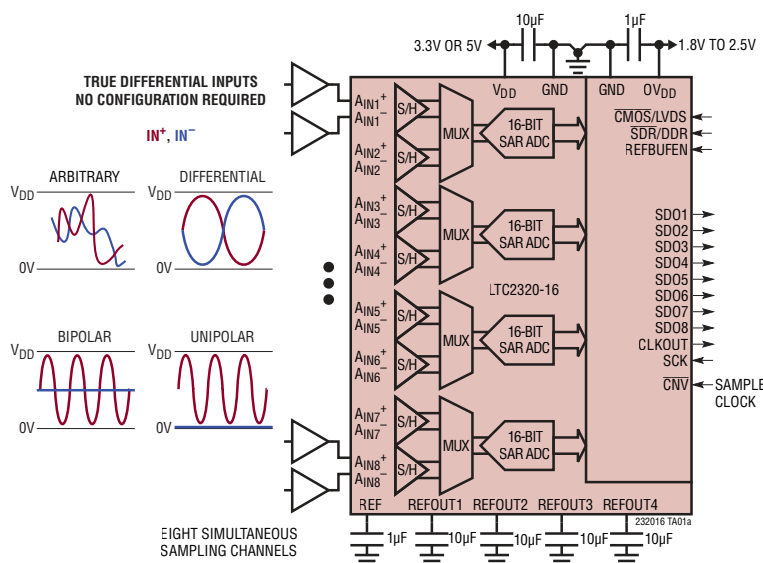 10µF
1µF
3.3V OR 5V
1.8V TO 2.5V
TRUE DIFFERENTIAL INPUTS
NO CONFIGURATION REQUIRED
IN+, IN−
VDD
GND
GND
OVDD
AIN1+
AIN1−
S/H
AIN2+
AIN2−
S/H
MUX
16-BIT
SAR ADC
CMOS/LVDS
SDR/DDR
REFBUFEN
ARBITRARY
DIFFERENTIAL
VDD
VDD
0V
0V
AIN3+
AIN3−
S/H
AIN4+
AIN4−
S/H
MUX
16-BIT
SAR ADC
LTC2320-16
SDO1
SDO2
SDO3
SDO4
SDO5
SDO6
SDO7
SDO8
CLKOUT
SCK
CNV
SAMPLE
CLOCK
BIPOLAR
UNIPOLAR
VDD
VDD
0V
0V
AIN5+
AIN5−
S/H
AIN6+
AIN6−
S/H
MUX
16-BIT
SAR ADC
AIN7+
AIN7−
S/H
AIN8+
AIN8−
S/H
MUX
16-BIT
SAR ADC
REF
REFOUT1
REFOUT2
REFOUT3
REFOUT4
232016 TA01a
1µF
10µF
10µF
10µF
10µF
EIGHT SIMULTANEOUS
SAMPLING CHANNELS